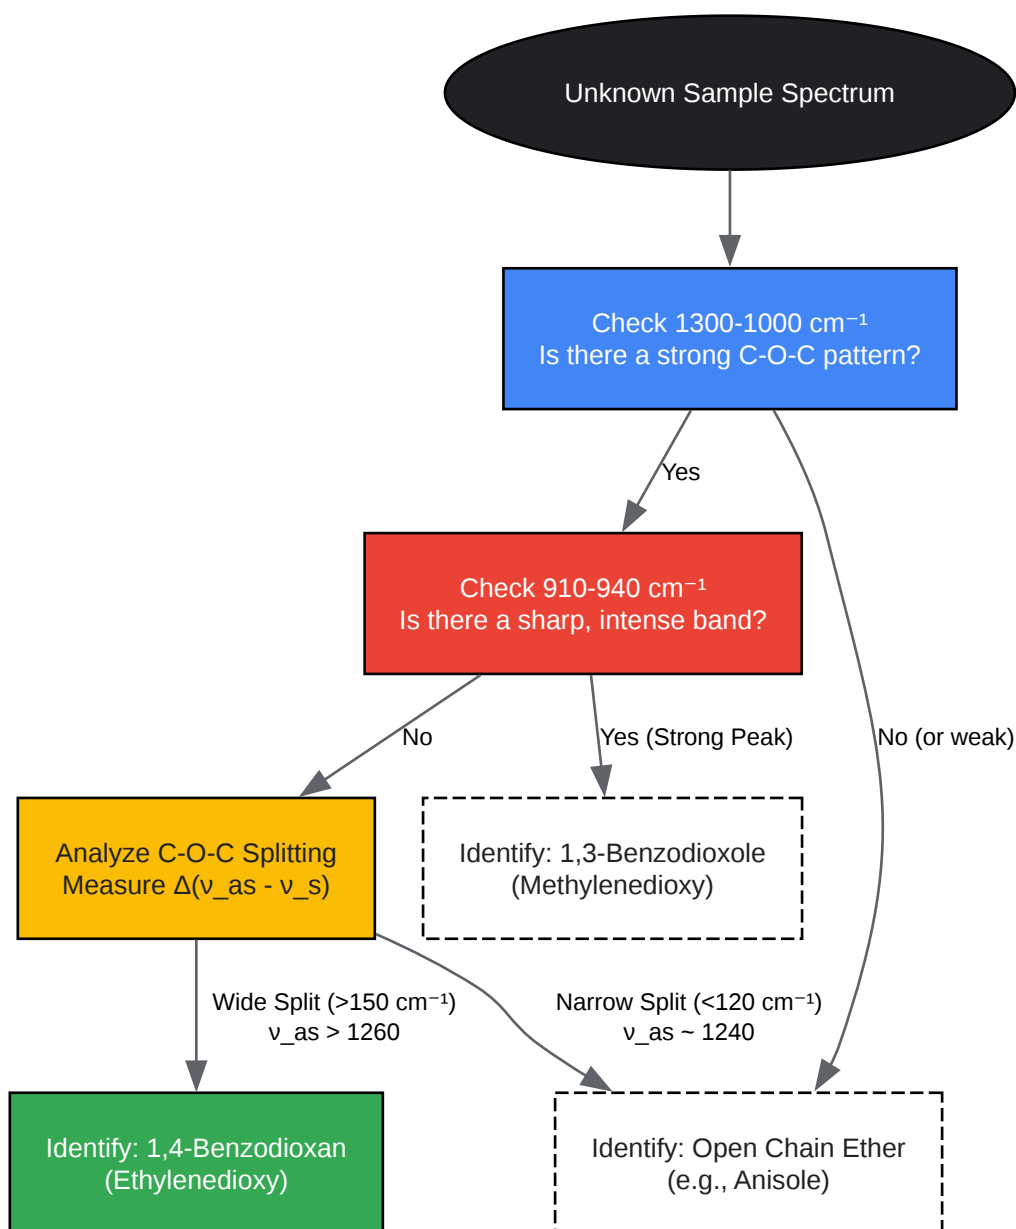 Unknown Sample Spectrum
Check 1300-1000 cm⁻¹
Is there a strong C-O-C pattern?
Yes
Check 910-940 cm⁻¹
Is there a sharp, intense band?
No
Yes (Strong Peak)
No (or weak)
Analyze C-O-C Splitting
Measure Δ(ν_as - ν_s)
Identify: 1,3-Benzodioxole
(Methylenedioxy)
Wide Split (>150 cm⁻¹)
ν_as > 1260
Narrow Split (<120 cm⁻¹)
ν_as ~ 1240
Identify: 1,4-Benzodioxan
(Ethylenedioxy)
Identify: Open Chain Ether
(e.g., Anisole)